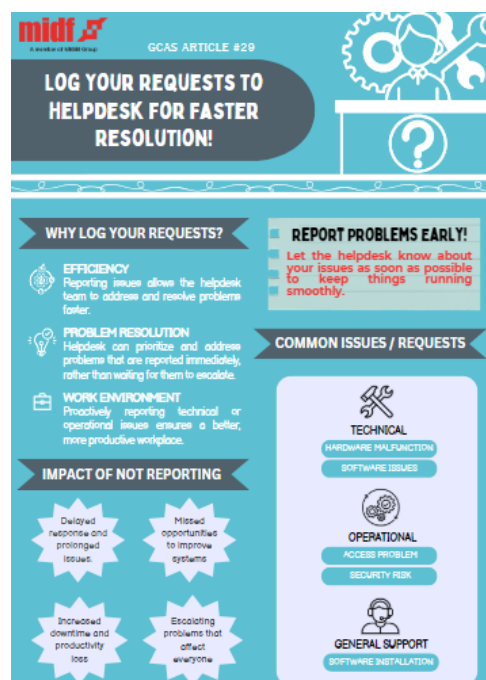 midf
A member of MBSB Group
GCAS ARTICLE #29
LOG YOUR REQUESTS TO
HELPDESK FOR FASTER
RESOLUTION!
WHY LOG YOUR REQUESTS?
EFFICIENCY
Reporting issues allows the helpdesk
team to address and resolve problems
faster.
PROBLEM RESOLUTION
Helpdesk can prioritize and address
problems that are reported immediately,
rather than waiting for them to escalate.
WORK ENVIRONMENT
Proactively reporting technical or
operational issues ensures a better,
more productive workplace.
IMPACT OF NOT REPORTING
Delayed
response and
prolonged
issues.
Missed
opportunities
to improve
systems
Increased
downtime and
productivity
loss
Escalating
problems that
affect
everyone
?
REPORT PROBLEMS EARLY!
Let the helpdesk know about
your issues as soon as possible
to keep things running
smoothly.
COMMON ISSUES / REQUESTS
TECHNICAL
HARDWARE MALFUNCTION
SOFTWARE ISSUES
OPERATIONAL
ACCESS PROBLEM
SECURITY RISK
GENERAL SUPPORT
SOFTWARE INSTALLATION